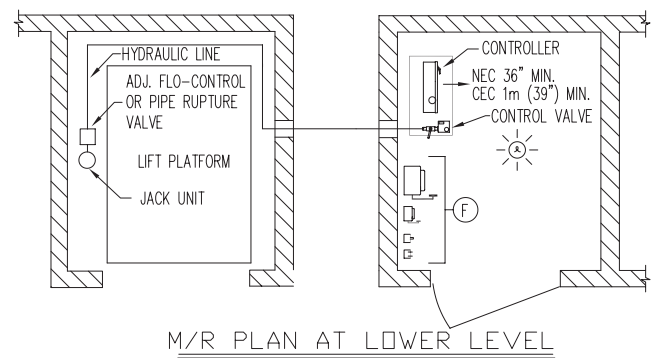 HYDRAULIC LINE
ADJ. FLO-CONTROL
OR PIPE RUPTURE
VALVE
LIFT PLATFORM
JACK UNIT
CONTROLLER
NEC 36" MIN.
CEC 1m (39") MIN.
CONTROL VALVE
F
M/R PLAN AT LOWER LEVEL